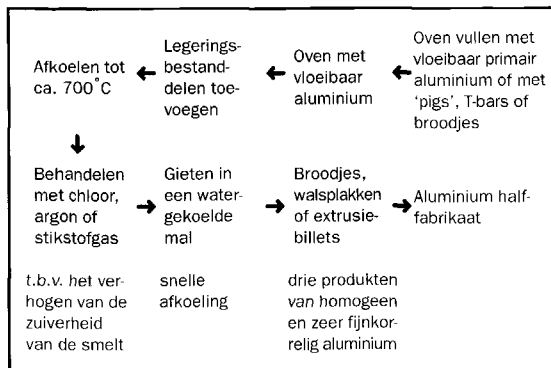 Oven vullen met
vloeibaar primair
aluminium of met
'pigs', T-bars of
broodjes
Oven met
vloeibaar
aluminium
Legerings-
bestand-
delen toe-
voegen
Afkoelen tot
ca. 700°C
Behandelen
met chloor,
argon of
stikstofgas
t.b.v. het ver-
hogen van de
zuiverheid
van de smelt
Gieten in
een water-
gekoelde
mal
snelle
afkoeling
Broodjes,
walsplakken
of extrusie-
billets
drie produkten
van homogeen
en zeer fijnkor-
relig aluminium
Aluminium half-
fabrikaat